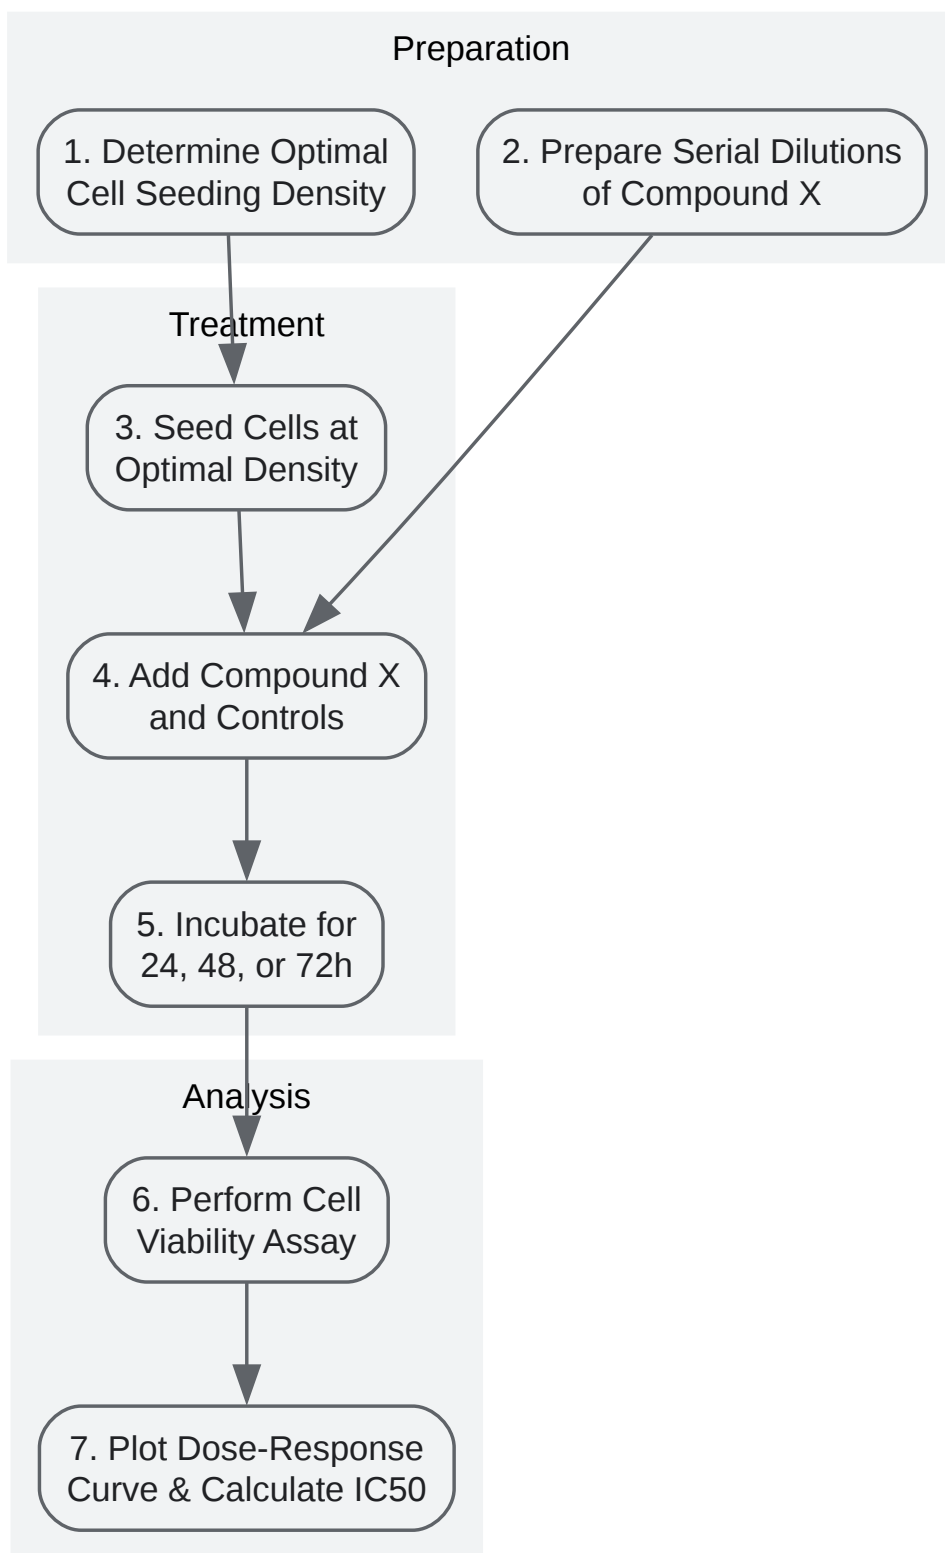 Preparation
1. Determine Optimal
Cell Seeding Density
2. Prepare Serial Dilutions
of Compound X
Treatment
3. Seed Cells at
Optimal Density
4. Add Compound X
and Controls
5. Incubate for
24, 48, or 72h
Analysis
6. Perform Cell
Viability Assay
7. Plot Dose-Response
Curve & Calculate IC50